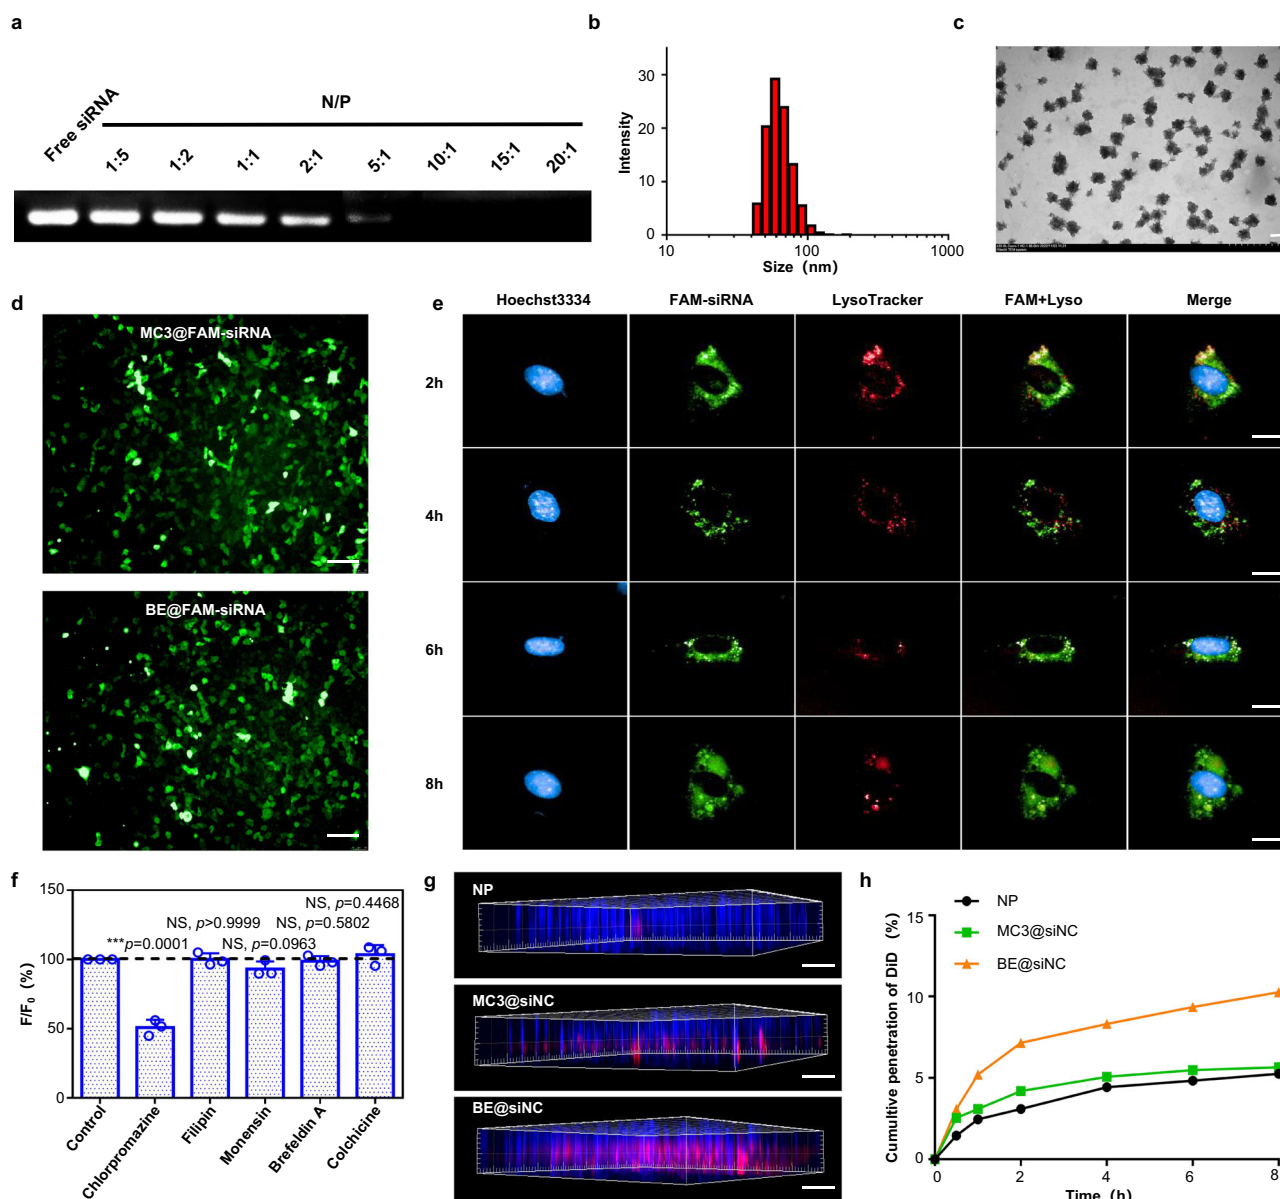 a
Free siRNA
N/P
1:5 1:2 1:1 2:1 5:1 10:1 15:1 20:1
b
Intensity
30
20
10
0
10 100 1000
Size (nm)
c
d
MC3@FAM-siRNA
BE@FAM-siRNA
e
Hoechst3334 FAM-siRNA LysoTracker FAM+Lyso Merge
2h
4h
6h
8h
f
F/F0 (%)
150
100
50
0
NS, p=0.4468
NS, p>0.9999 NS, p=0.5802
***p=0.0001 NS, p=0.0963
Control
Chlorpromazine
Filipin
Monensin
Brefeldin A
Colchicine
g
NP
MC3@siNC
BE@siNC
h
NP
MC3@siNC
BE@siNC
Cumulitive penetration of DiD (%)
15
10
5
0
0 2 4 6 8
Time (h)